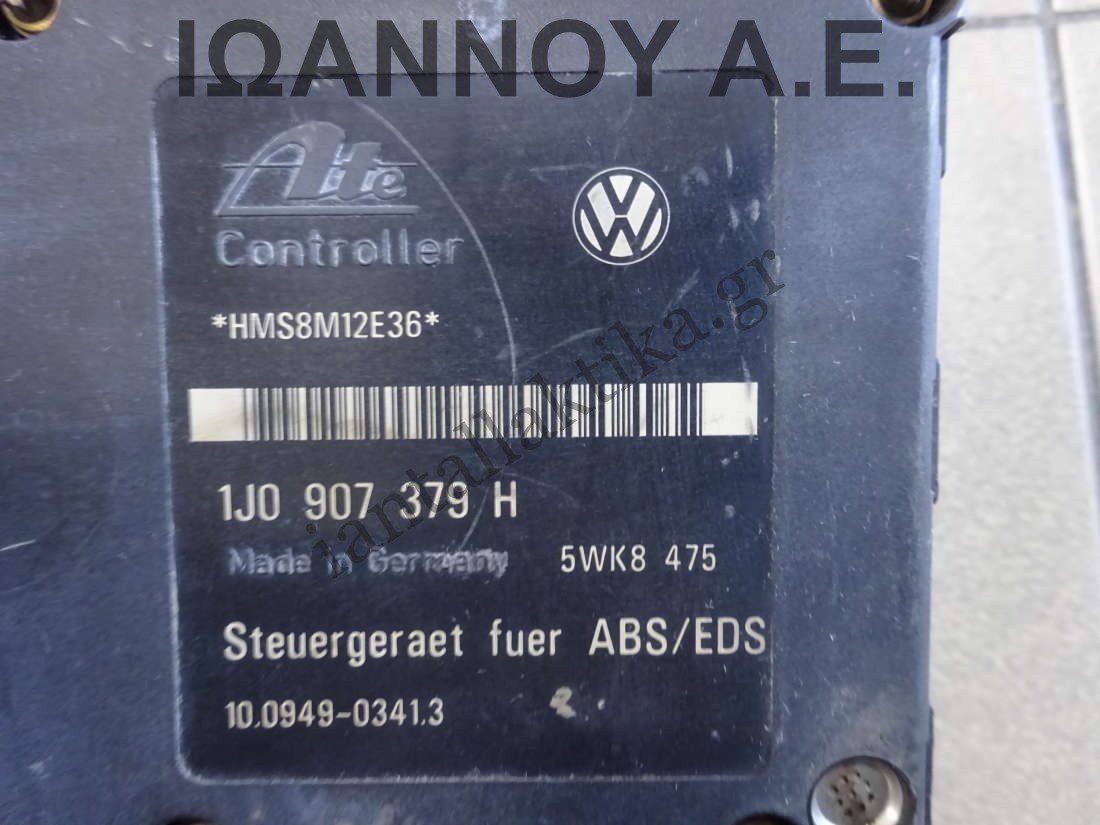 ΙΩΑΝΝΟΥ Α.Ε.
Ate
Controller
VW
*HMS8M12E36*
iantallaktika.gr
1J0 907 379 H
Made in Germany 5WK8 475
Steuergeraet fuer ABS/EDS
10.0949-0341.3